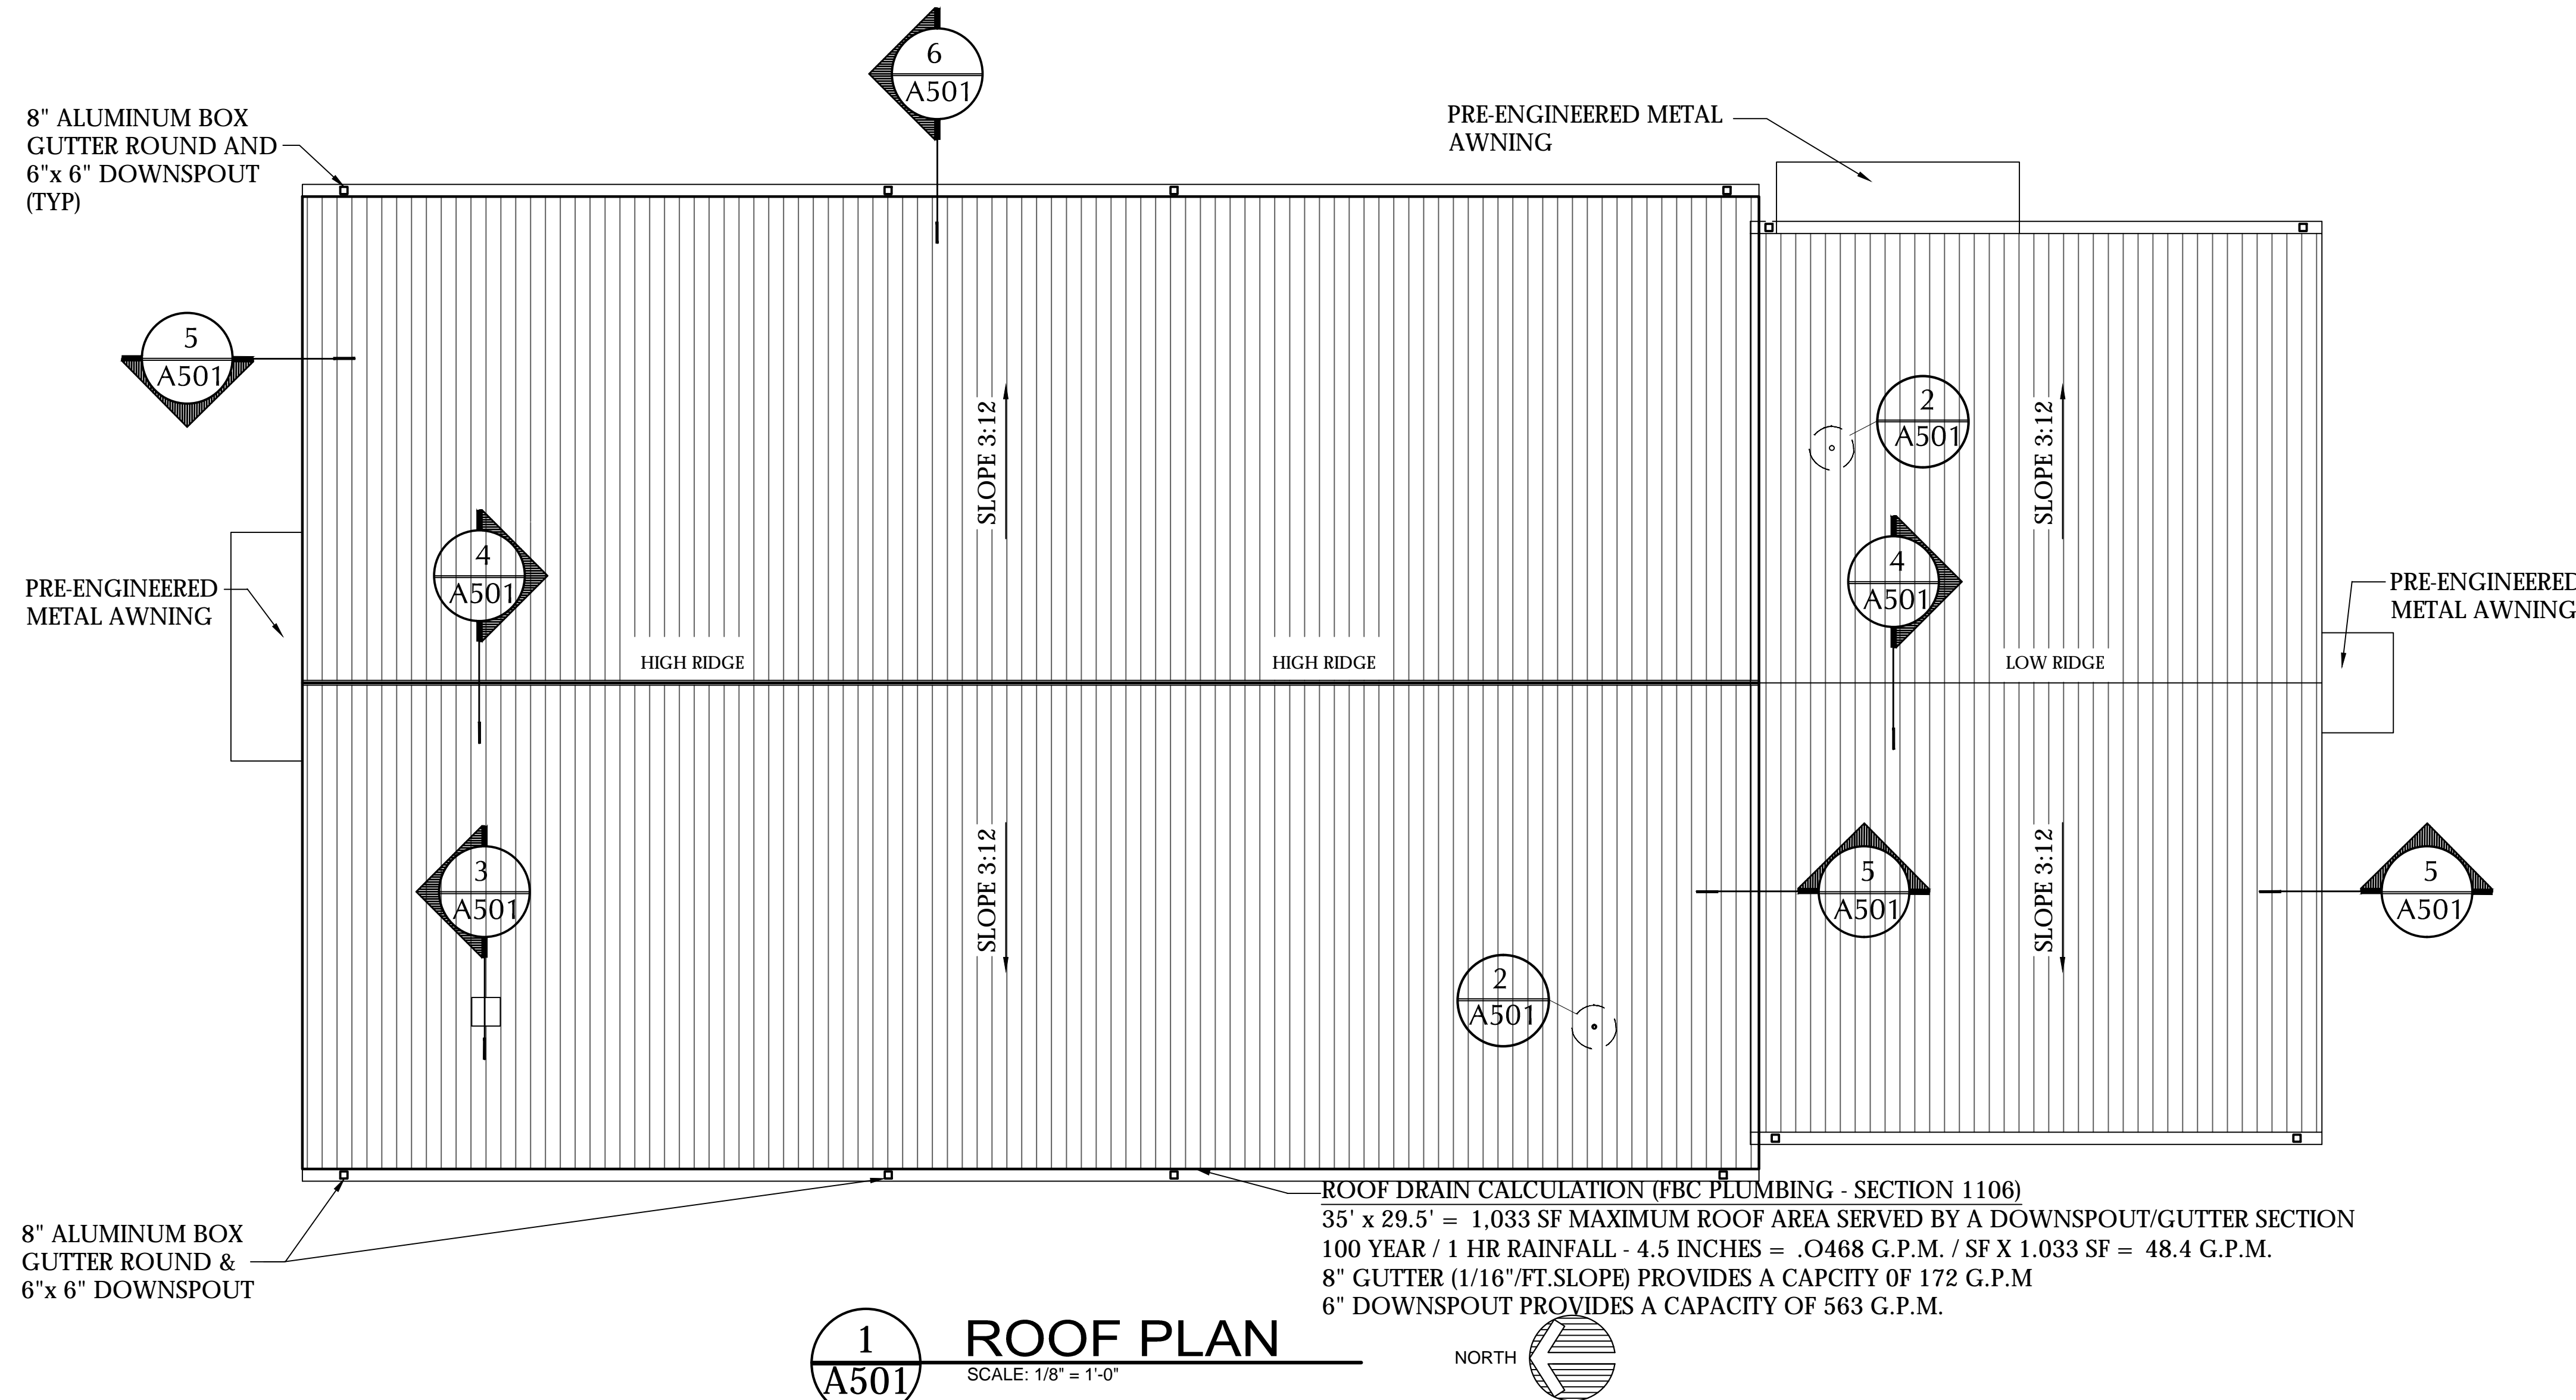 6
A501
8" ALUMINUM BOX
GUTTER ROUND AND
6"x 6" DOWNSPOUT
(TYP)
PRE-ENGINEERED METAL
AWNING
5
A501
SLOPE 3:12
2
A501
SLOPE 3:12
4
A501
4
A501
PRE-ENGINEERED
METAL AWNING
PRE-ENGINEERED
METAL AWNING
HIGH RIDGE
HIGH RIDGE
LOW RIDGE
3
A501
SLOPE 3:12
5
A501
SLOPE 3:12
5
A501
2
A501
8" ALUMINUM BOX
GUTTER ROUND &
6"x 6" DOWNSPOUT
ROOF DRAIN CALCULATION (FBC PLUMBING - SECTION 1106)
35' x 29.5' = 1,033 SF MAXIMUM ROOF AREA SERVED BY A DOWNSPOUT/GUTTER SECTION
100 YEAR / 1 HR RAINFALL - 4.5 INCHES = .O468 G.P.M. / SF X 1.033 SF = 48.4 G.P.M.
8" GUTTER (1/16"/FT.SLOPE) PROVIDES A CAPCITY 0F 172 G.P.M
6" DOWNSPOUT PROVIDES A CAPACITY OF 563 G.P.M.
1
A501
ROOF PLAN
SCALE: 1/8" = 1'-0"
NORTH